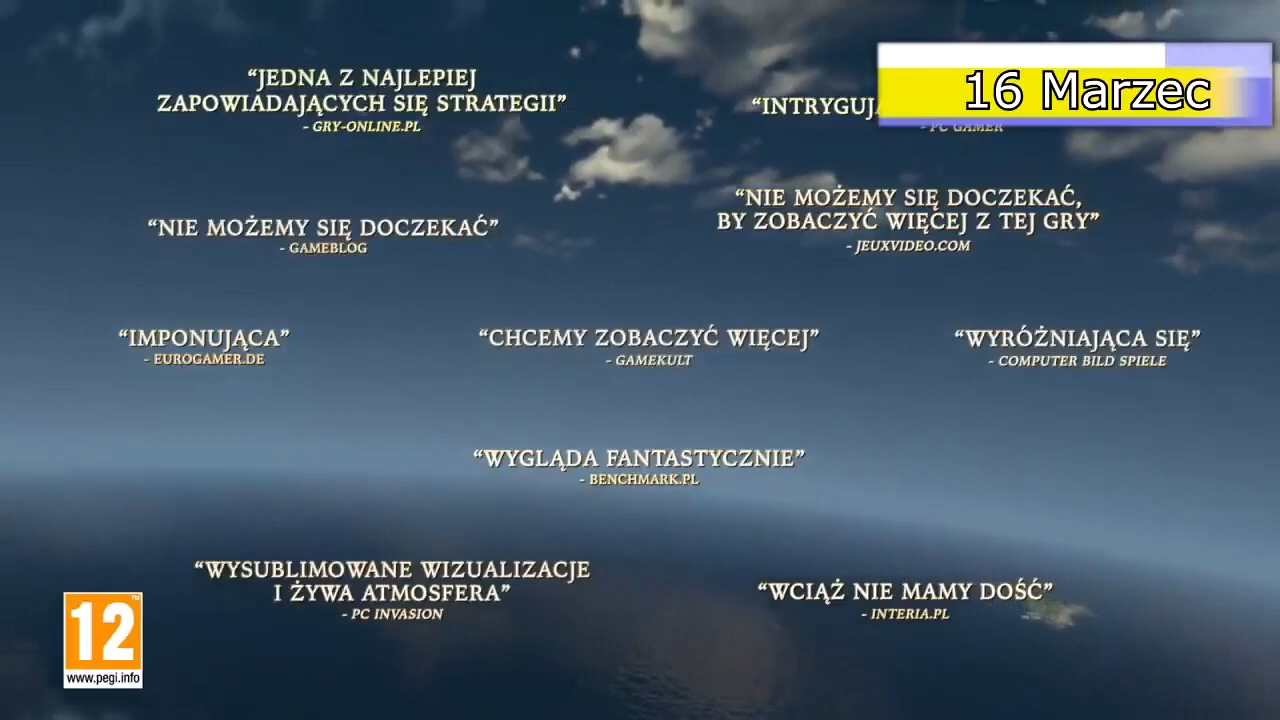 “JEDNA Z NAJLEPIEJ
ZAPOWIADAJĄCYCH SIĘ STRATEGII”
- GRY-ONLINE.PL
16 Marzec
- PC GAMER
“NIE MOŻEMY SIĘ DOCZEKAĆ”
- GAMEBLOG
“NIE MOŻEMY SIĘ DOCZEKAĆ,
BY ZOBACZYĆ WIĘCEJ Z TEJ GRY”
- JEUXVIDEO.COM
“IMPONUJĄCA”
- EUROGAMER.DE
“CHCEMY ZOBACZYĆ WIĘCEJ”
- GAMEKULT
“WYRÓŻNIAJĄCA SIĘ”
- COMPUTER BILD SPIELE
“WYGLĄDA FANTASTYCZNIE”
- BENCHMARK.PL
“WYSUBLIMOWANE WIZUALIZACJE
I ŻYWA ATMOSFERA”
- PC INVASION
“WCIĄŻ NIE MAMY DOŚĆ”
- INTERIA.PL
12
www.pegi.info